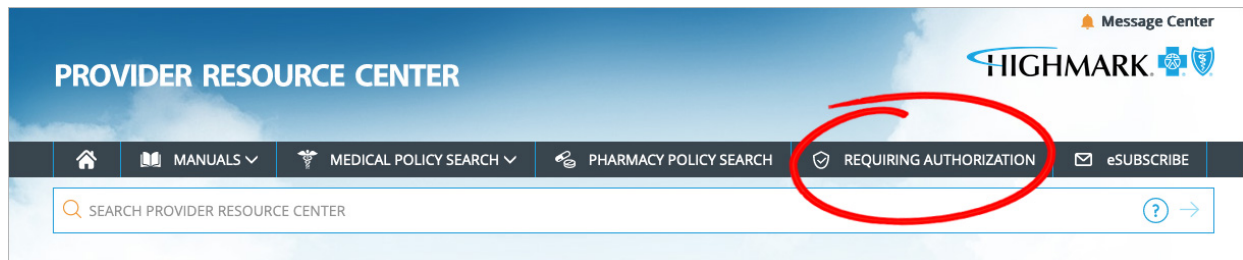 Message Center
PROVIDER RESOURCE CENTER
HIGHMARK.
MANUALS MEDICAL POLICY SEARCH PHARMACY POLICY SEARCH REQUIRING AUTHORIZATION eSUBSCRIBE
SEARCH PROVIDER RESOURCE CENTER ?